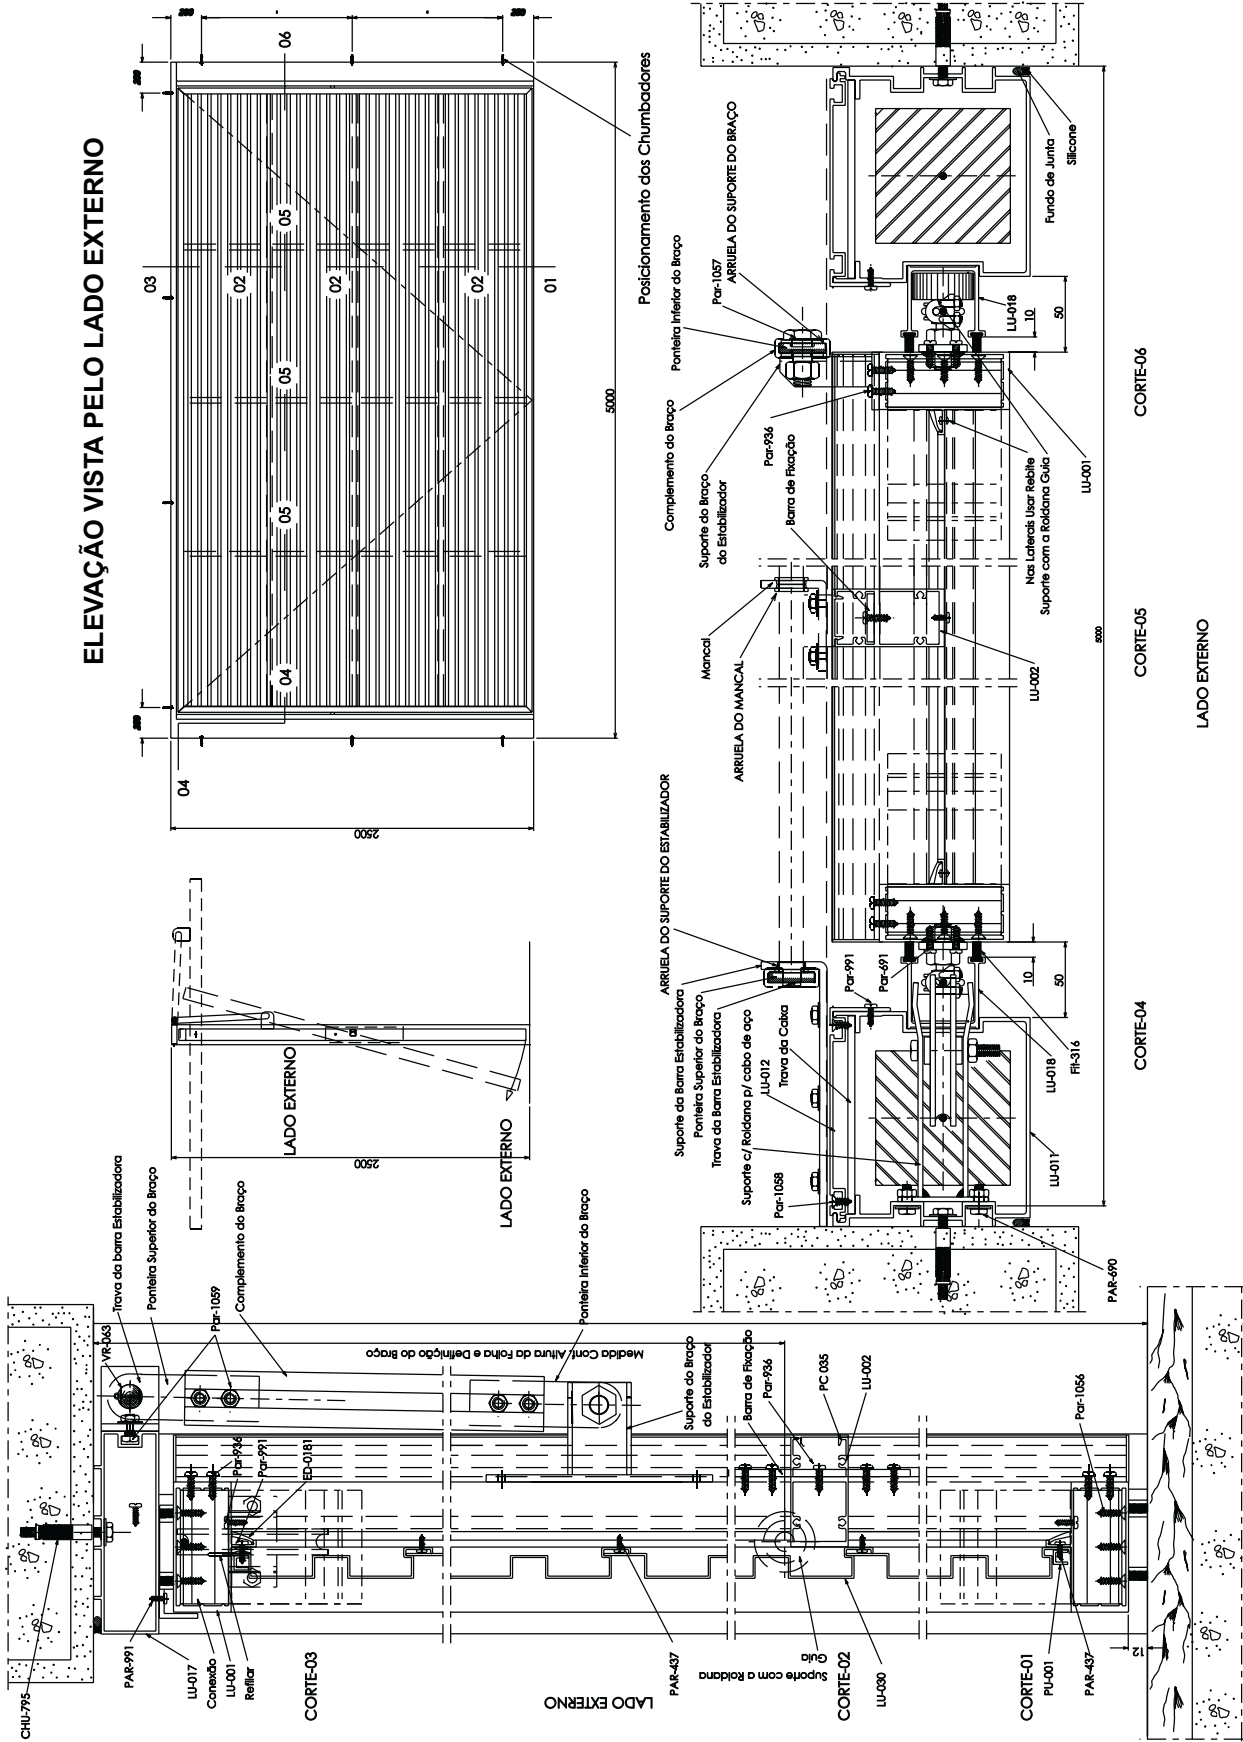 ELEVAÇÃO VISTA PELO LADO EXTERNO
06
05
05
05
04
04
03
02
02
02
01
5000
2500
Posicionamento dos Chumbadores
LADO EXTERNO
LADO EXTERNO
2500
CHU-795
PAR-991
LU-017
Conexão
LU-001
Refilar
CORTE-03
VR-063
Trava da barra Estabilizadora
Ponteira Superior do Braço
Par-1059
Complemento do Braço
Par-936
Par-991
ED-0181
Ponteira Inferior do Braço
Medida Conf. Altura da Folha e Definição do Braço
Suporte do Braço
do Estabilizador
Barra de Fixação
Par-936
PC 035
LU-002
Par-1056
LADO EXTERNO
PAR-437
Suporte com a Roldana
Guia
CORTE-02
LU-030
CORTE-01
PU-001
PAR-437
12
ARRUELA DO SUPORTE DO ESTABILIZADOR
Suporte da Barra Estabilizadora
Ponteira Superior do Braço
Trava da Barra Estabilizadora
Suporte c/ Roldana p/ cabo de aço
LU-012
Trava da Caixa
Par-1058
Par-991
Par-691
10
50
LU-018
Fit-316
LU-011
PAR-690
CORTE-04
Mancal
ARRUELA DO MANCAL
Barra de Fixação
LU-002
5000
CORTE-05
LADO EXTERNO
Complemento do Braço
Ponteira Inferior do Braço
Par-1057
ARRUELA DO SUPORTE DO BRAÇO
Suporte do Braço
do Estabilizador
Par-936
Nas Laterais Usar Rebite
Suporte com a Roldana Guia
LU-001
LU-018
10
50
Fundo de Junta
Silicone
CORTE-06